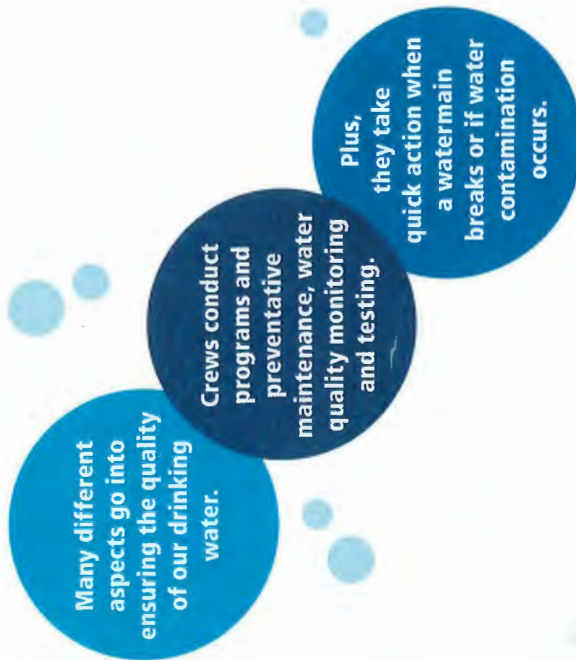 Many different
aspects go into
ensuring the quality
of our drinking
water.
Crews conduct
programs and
preventative
maintenance, water
quality monitoring
and testing.
Plus,
they take
quick action when
a watermain
breaks or if water
contamination
occurs.